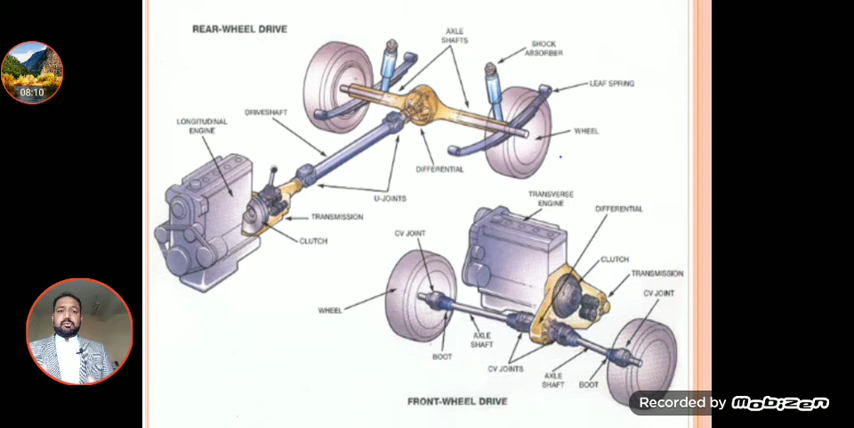 REAR-WHEEL DRIVE
AXLE
SHAFTS
SHOCK
ABSORBER
08:10
LEAF SPRING
DRIVESHAFT
LONGITUDINAL
ENGINE
WHEEL
DIFFERENTIAL
U-JOINTS
TRANSVERSE
ENGINE
DIFFERENTIAL
TRANSMISSION
CV JOINT
CLUTCH
CLUTCH
TRANSMISSION
CV JOINT
WHEEL
AXLE
SHAFT
BOOT
CV JOINTS
AXLE
SHAFT
BOOT
FRONT-WHEEL DRIVE
Recorded by mobizen